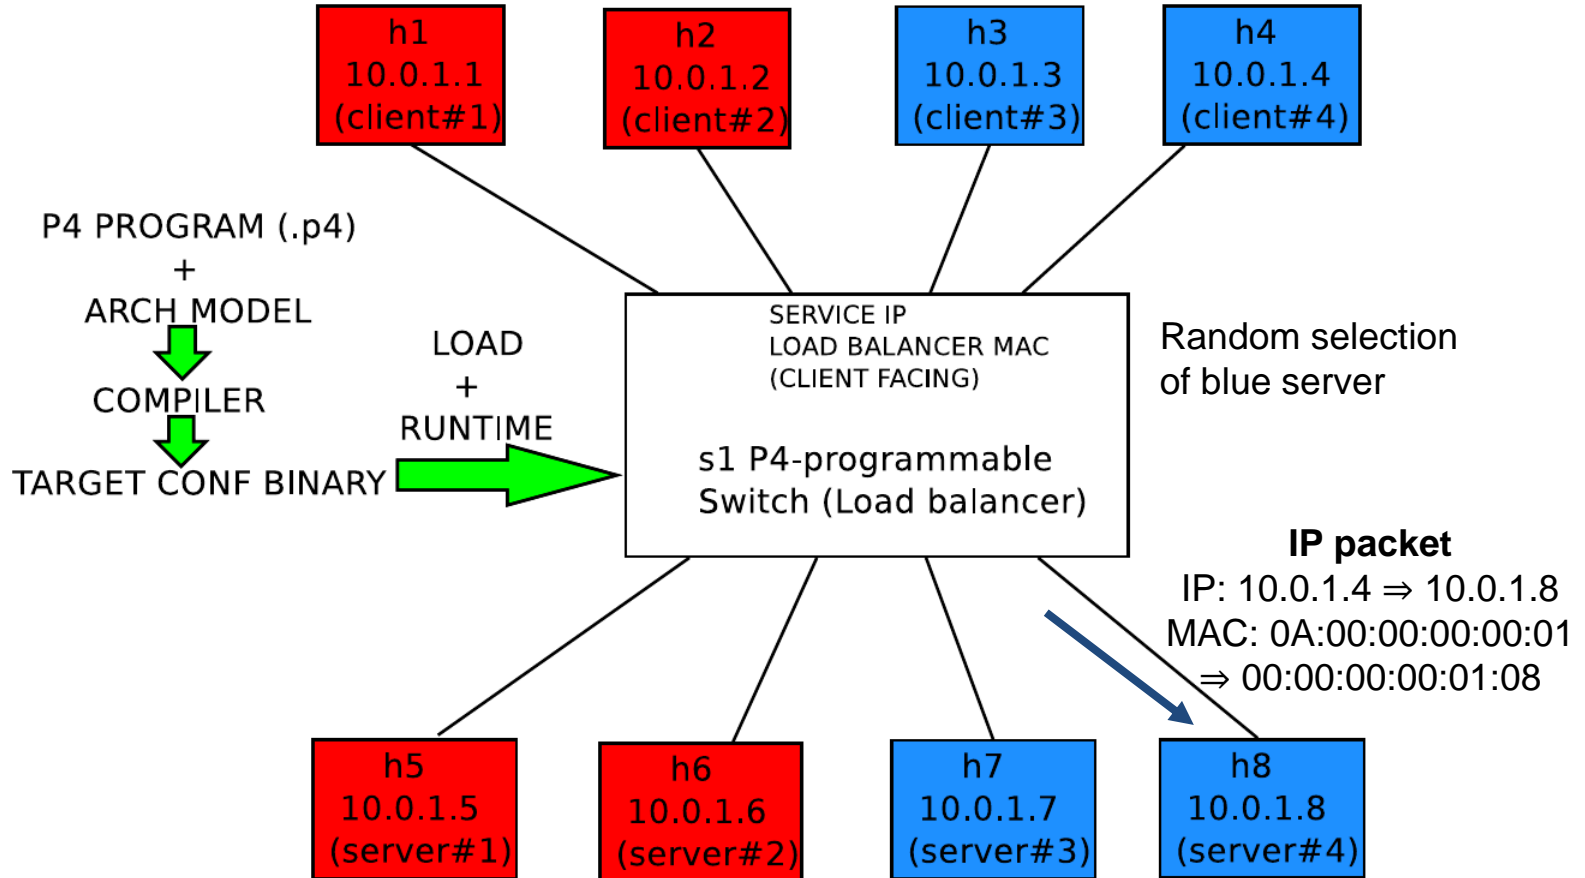 h1
10.0.1.1
(client#1)
h2
10.0.1.2
(client#2)
h3
10.0.1.3
(client#3)
h4
10.0.1.4
(client#4)
P4 PROGRAM (.p4)
+
ARCH MODEL
COMPILER
TARGET CONF BINARY
LOAD
+
RUNTIME
SERVICE IP
LOAD BALANCER MAC
(CLIENT FACING)
s1 P4-programmable
Switch (Load balancer)
Random selection
of blue server
IP packet
IP: 10.0.1.4 ⇒ 10.0.1.8
MAC: 0A:00:00:00:00:01
⇒ 00:00:00:00:01:08
h5
10.0.1.5
(server#1)
h6
10.0.1.6
(server#2)
h7
10.0.1.7
(server#3)
h8
10.0.1.8
(server#4)